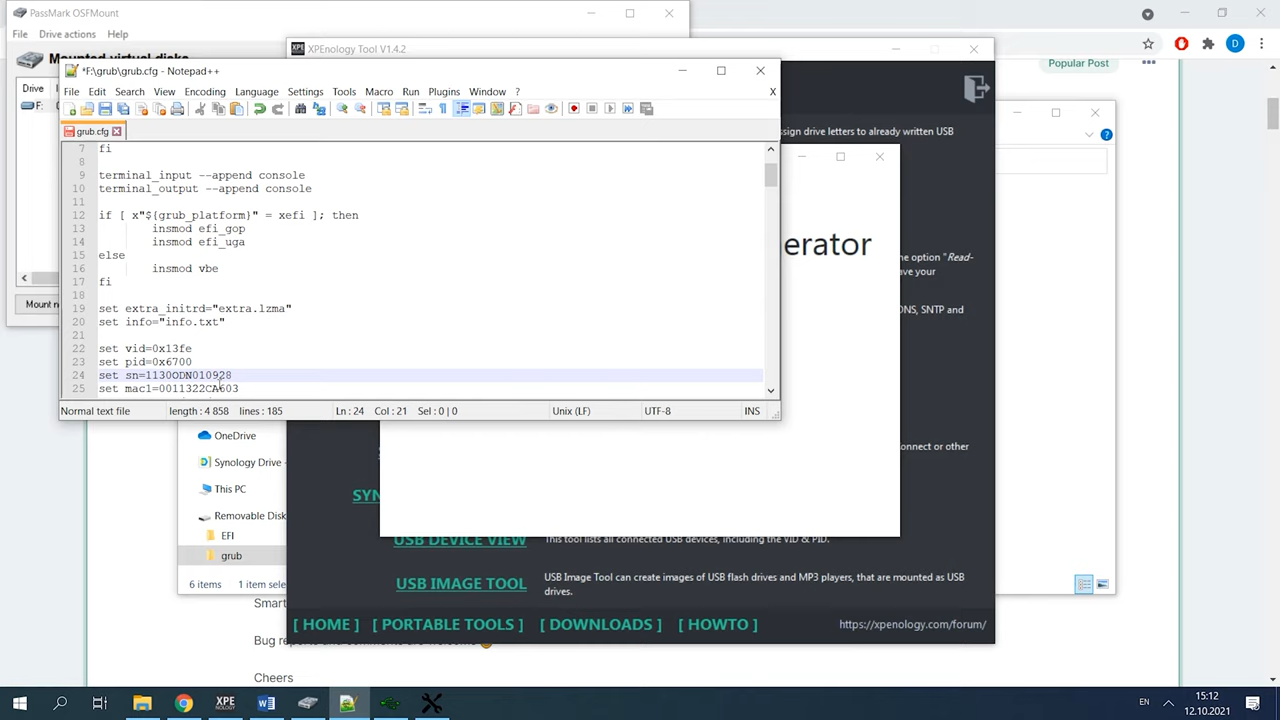 PassMark OSFMount
File Drive actions Help
Mounted virtual disks
Drive
F:
Mount ne
XPEnology Tool V1.4.2
Popular Post
*F:\grub\grub.cfg - Notepad++
File Edit Search View Encoding Language Settings Tools Macro Run Plugins Window ? X
grub.cfg
7 fi
8
9 terminal_input --append console
10 terminal_output --append console
11
12 if [ x"${grub_platform}" = xefi ]; then
13 insmod efi_gop
14 insmod efi_uga
15 else
16 insmod vbe
17 fi
18
19 set extra_initrd="extra.lzma"
20 set info="info.txt"
21
22 set vid=0x13fe
23 set pid=0x6700
24 set sn=1130ODN010928
25 set mac1=0011322CA603
Normal text file length : 4 858 lines : 185 Ln : 24 Col : 21 Sel : 0 | 0 Unix (LF) UTF-8 INS
sign drive letters to already written USB
erator
ne option "Read-
ave your
DNS, SNTP and
onnect or other
OneDrive
Synology Drive -
This PC
Removable Disk
EFI
grub
6 items 1 item selec
SYN
USB DEVICE VIEW This tool lists all connected USB devices, including the VID & PID.
USB IMAGE TOOL USB Image Tool can create images of USB flash drives and MP3 players, that are mounted as USB
drives.
[ HOME ] [ PORTABLE TOOLS ] [ DOWNLOADS ] [ HOWTO ] https://xpenology.com/forum/
Smart
Bug reports and comments are welcome
Cheers
XPE
EN
15:12
12.10.2021